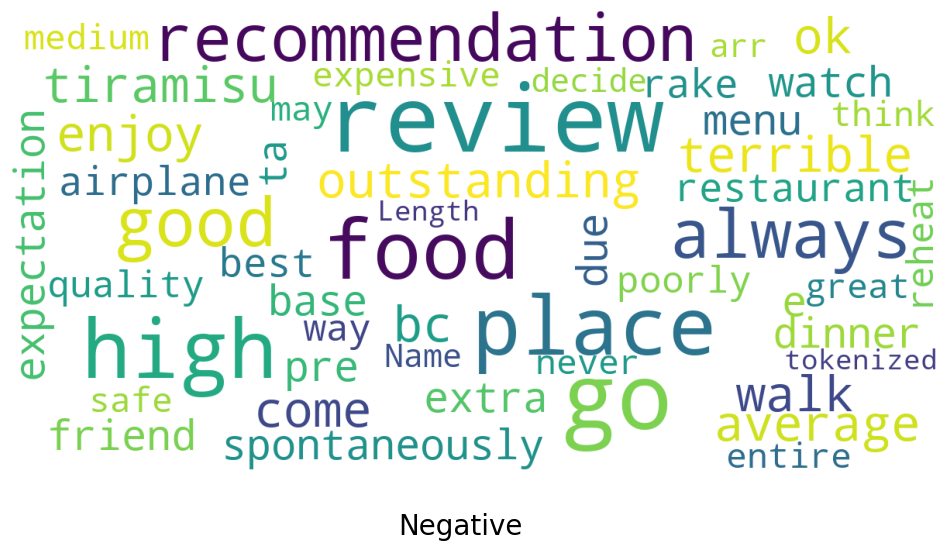 medium
recommendation
arr
ok
tiramisu
expensive
decide
rake
watch
may
review
menu
think
enjoy
ta
terrible
expectation
airplane
outstanding
restaurant
reheat
good
Length
food
due
always
quality
best
poorly
great
base
e
high
way
bc
place
dinner
pre
Name
never
tokenized
safe
come
extra
go
walk
friend
spontaneously
average
entire
Negative